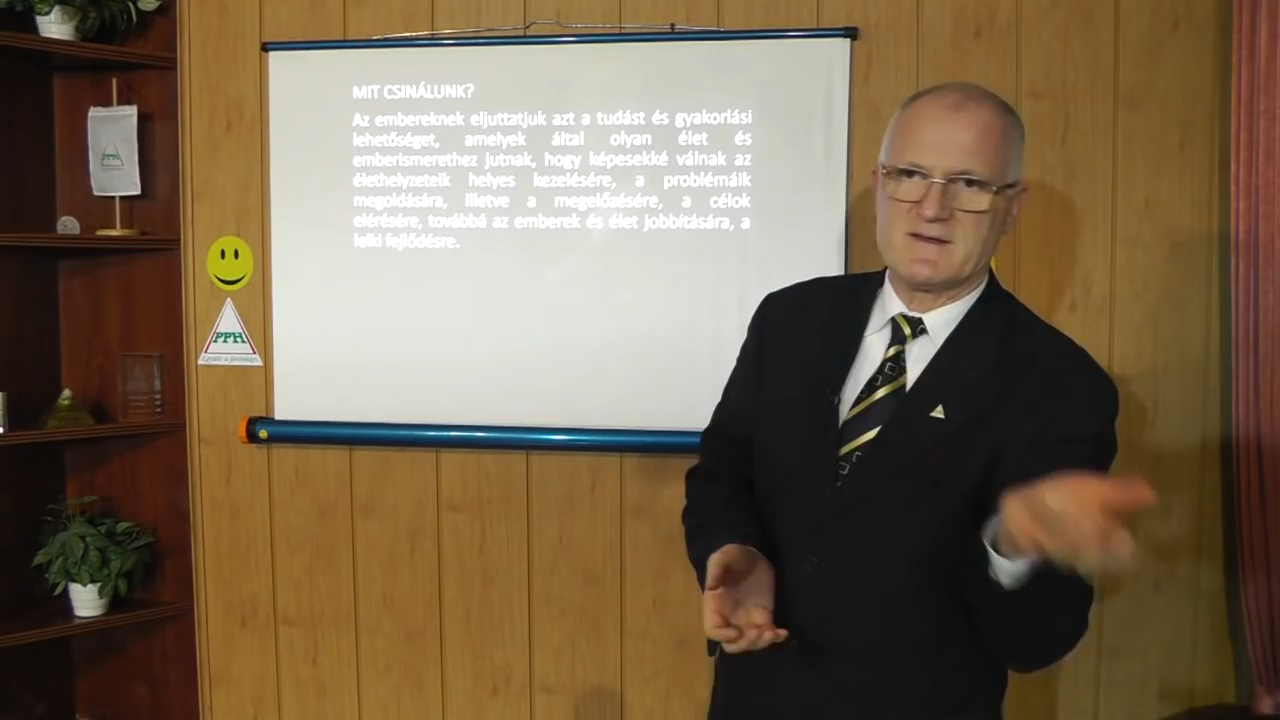 MIT CSINÁLUNK?
Az embereknek eljuttatjuk azt a tudást és gyakorlási
lehetőséget, amelyek által olyan élet és
emberismerethez jutnak, hogy képesekké válnak az
élethelyzeteik helyes kezelésére, a problémáik
megoldására, illetve a megelőzésére, a célok
elérésére, továbbá az emberek és élet jobbítására, a
lelki fejlődésre.
PPH